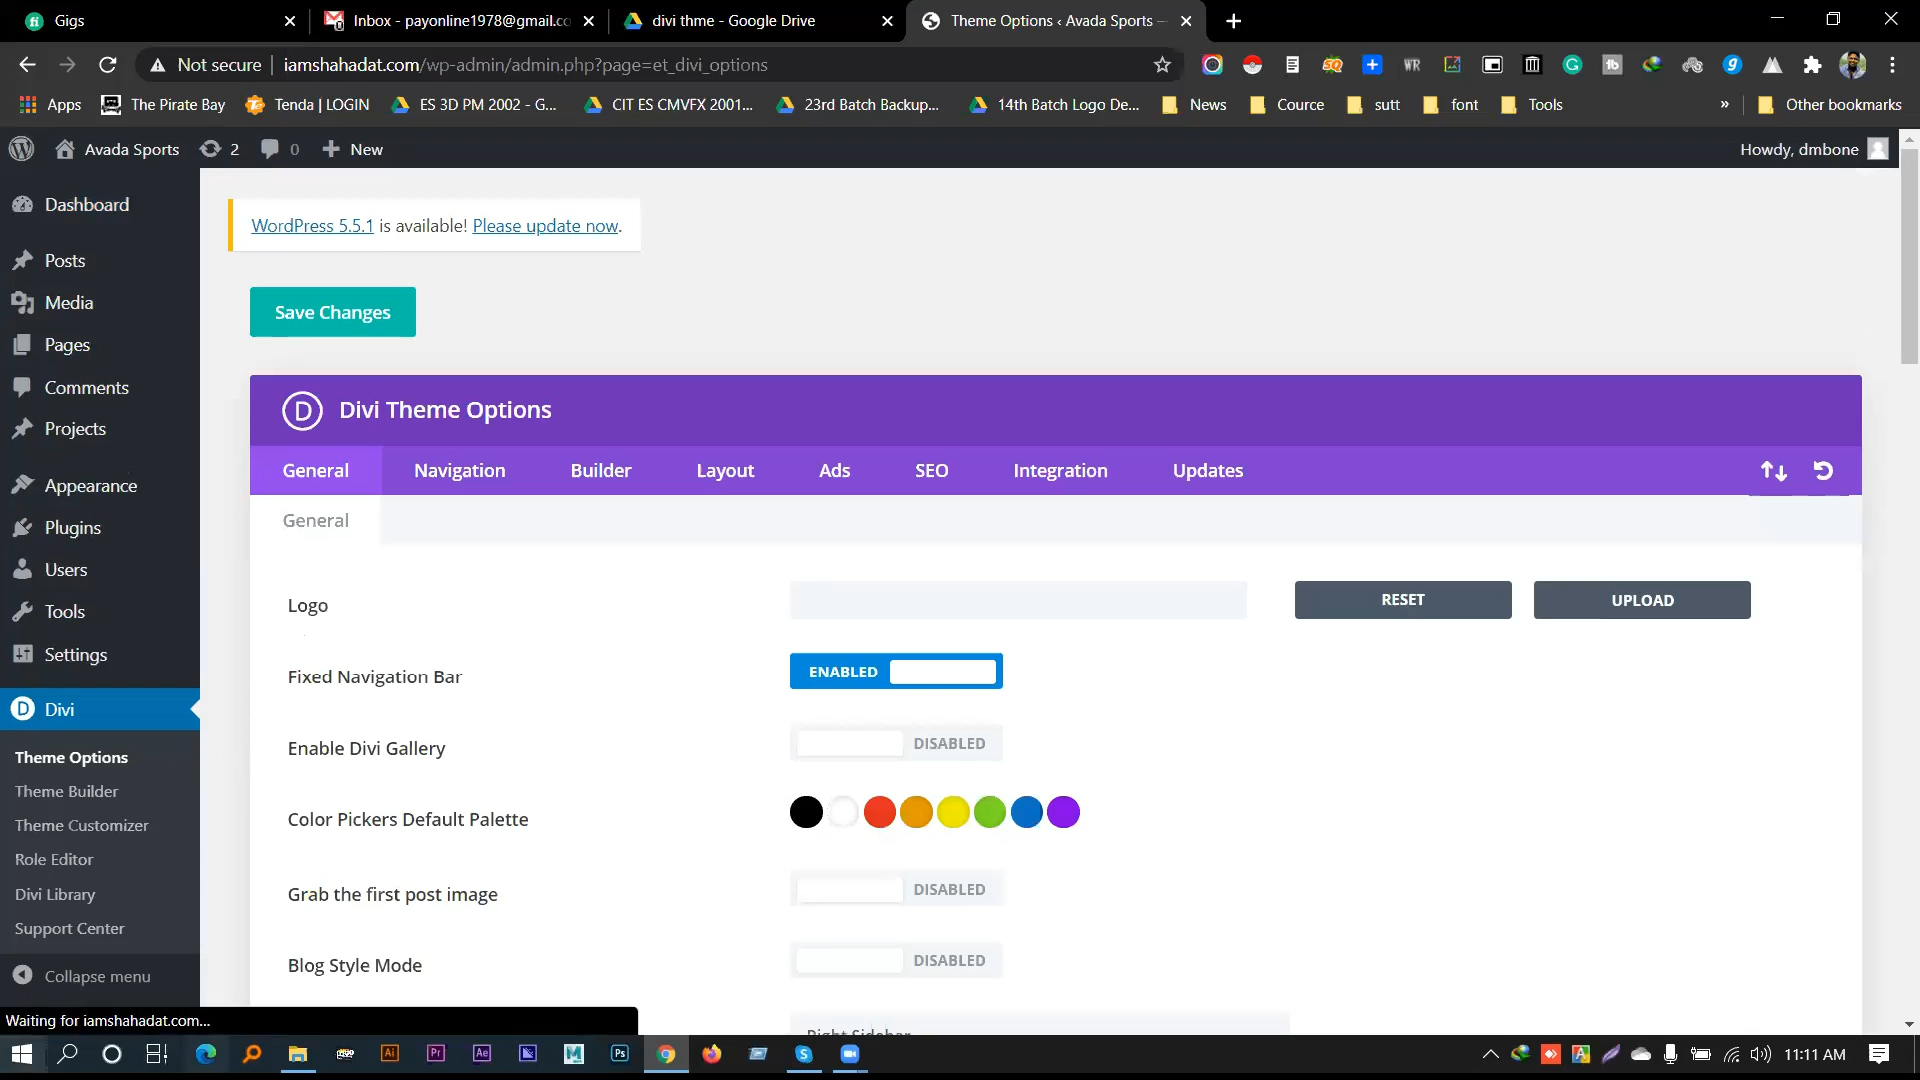 Gigs
Inbox - payonline1978@gmail.co
divi thme - Google Drive
Theme Options ‹ Avada Sports —
Not secure
iamshahadat.com/wp-admin/admin.php?page=et_divi_options
Apps
The Pirate Bay
Tenda | LOGIN
ES 3D PM 2002 - G...
CIT ES CMVFX 2001...
23rd Batch Backup...
14th Batch Logo De...
News
Cource
sutt
font
Tools
»
Other bookmarks
Avada Sports
2
0
New
Howdy, dmbone
Dashboard
Posts
Media
Pages
Comments
Projects
Appearance
Plugins
Users
Tools
Settings
Divi
Theme Options
Theme Builder
Theme Customizer
Role Editor
Divi Library
Support Center
Collapse menu
WordPress 5.5.1 is available! Please update now.
Save Changes
D
Divi Theme Options
General
Navigation
Builder
Layout
Ads
SEO
Integration
Updates
General
Logo
RESET
UPLOAD
Fixed Navigation Bar
ENABLED
Enable Divi Gallery
DISABLED
Color Pickers Default Palette
Grab the first post image
DISABLED
Blog Style Mode
DISABLED
Right Sidebar
Waiting for iamshahadat.com...
Ai
Pr
Ae
Ps
11:11 AM